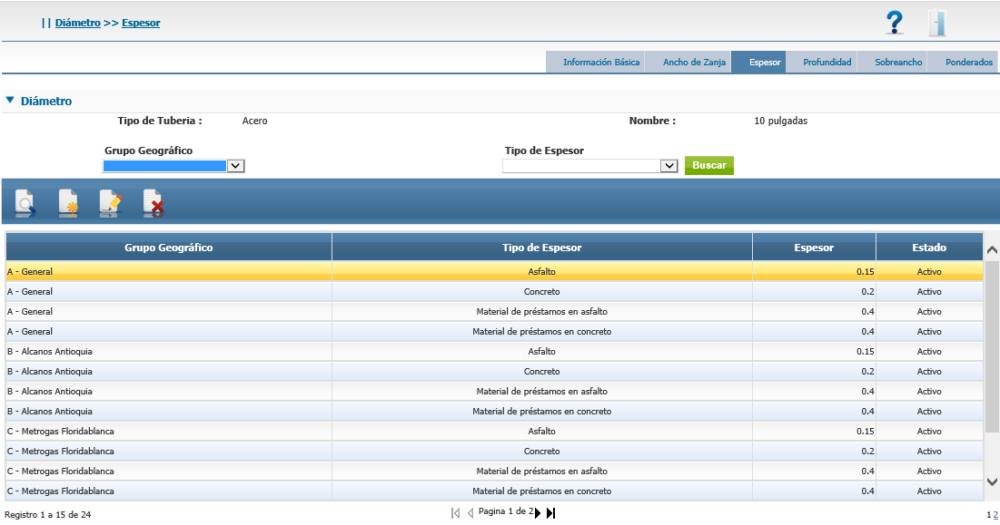 || Diámetro >> Espesor
?
Información Básica Ancho de Zanja Espesor Profundidad Sobreancho Ponderados
Diámetro
Tipo de Tuberia : Acero Nombre : 10 pulgadas
Grupo Geográfico Tipo de Espesor
Buscar
Grupo Geográfico Tipo de Espesor Espesor Estado
A - General Asfalto 0.15 Activo
A - General Concreto 0.2 Activo
A - General Material de préstamos en asfalto 0.4 Activo
A - General Material de préstamos en concreto 0.4 Activo
B - Alcanos Antioquia Asfalto 0.15 Activo
B - Alcanos Antioquia Concreto 0.2 Activo
B - Alcanos Antioquia Material de préstamos en asfalto 0.4 Activo
B - Alcanos Antioquia Material de préstamos en concreto 0.4 Activo
C - Metrogas Floridablanca Asfalto 0.15 Activo
C - Metrogas Floridablanca Concreto 0.2 Activo
C - Metrogas Floridablanca Material de préstamos en asfalto 0.4 Activo
C - Metrogas Floridablanca Material de préstamos en concreto 0.4 Activo
Registro 1 a 15 de 24 Pagina 1 de 2 1 2